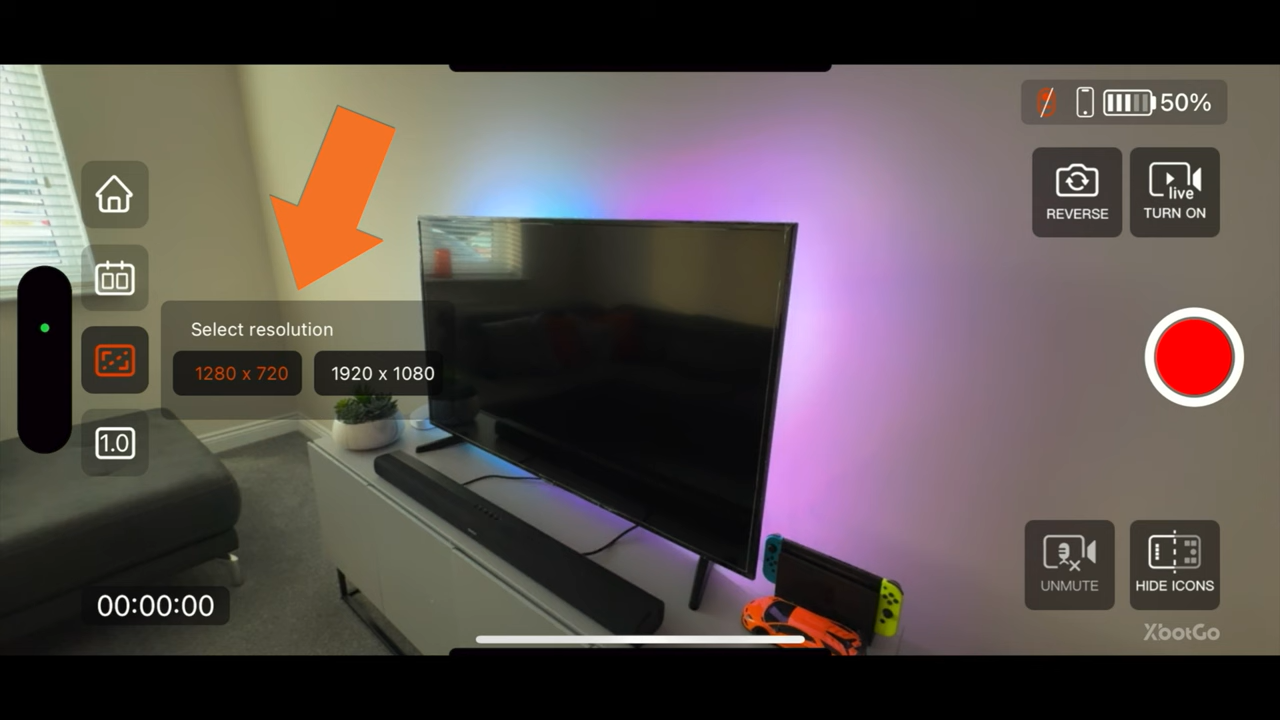 50%
REVERSE
live
TURN ON
Select resolution
1280 x 720
1920 x 1080
1.0
UNMUTE
HIDE ICONS
00:00:00
XbotGo